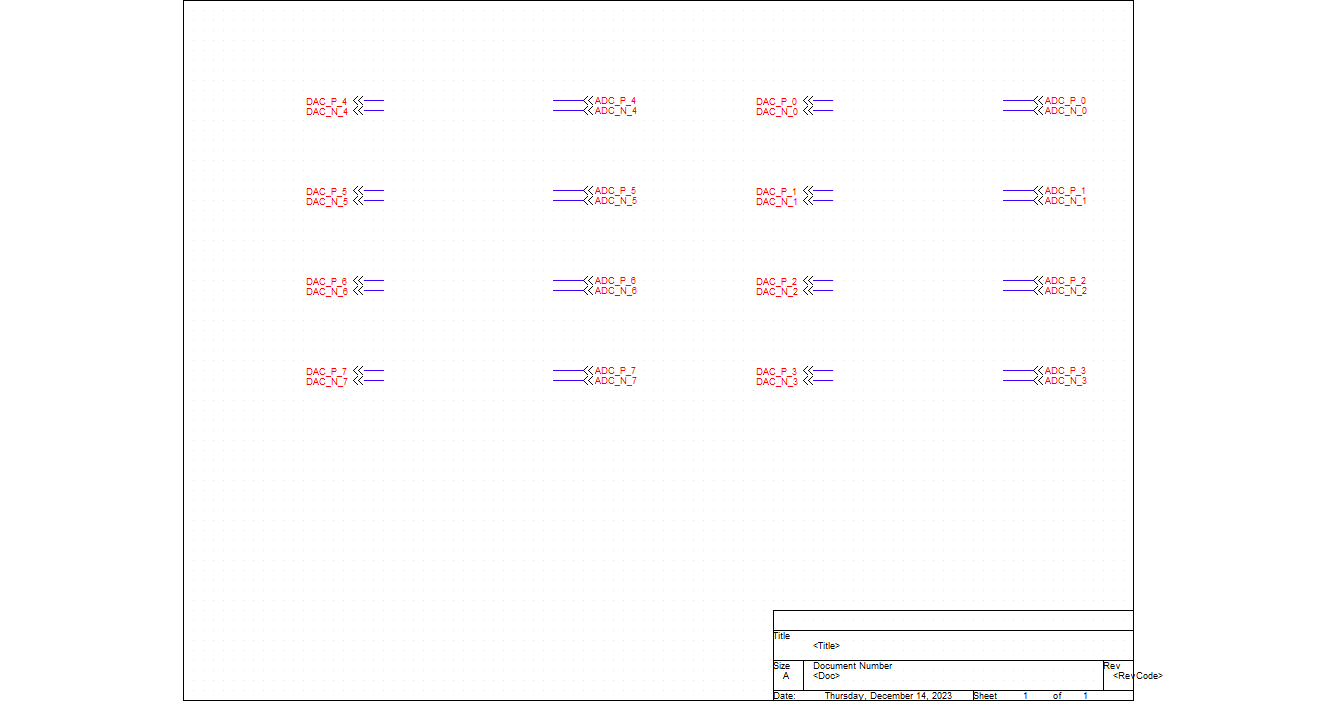 DAC_P_4 ADC_P_4 DAC_P_0 ADC_P_0
DAC_N_4 ADC_N_4 DAC_N_0 ADC_N_0
DAC_P_5 ADC_P_5 DAC_P_1 ADC_P_1
DAC_N_5 ADC_N_5 DAC_N_1 ADC_N_1
DAC_P_6 ADC_P_6 DAC_P_2 ADC_P_2
DAC_N_6 ADC_N_6 DAC_N_2 ADC_N_2
DAC_P_7 ADC_P_7 DAC_P_3 ADC_P_3
DAC_N_7 ADC_N_7 DAC_N_3 ADC_N_3
Title
<Title>
Size Document Number Rev
A <Doc> <RevCode>
Date: Thursday, December 14, 2023 Sheet 1 of 1